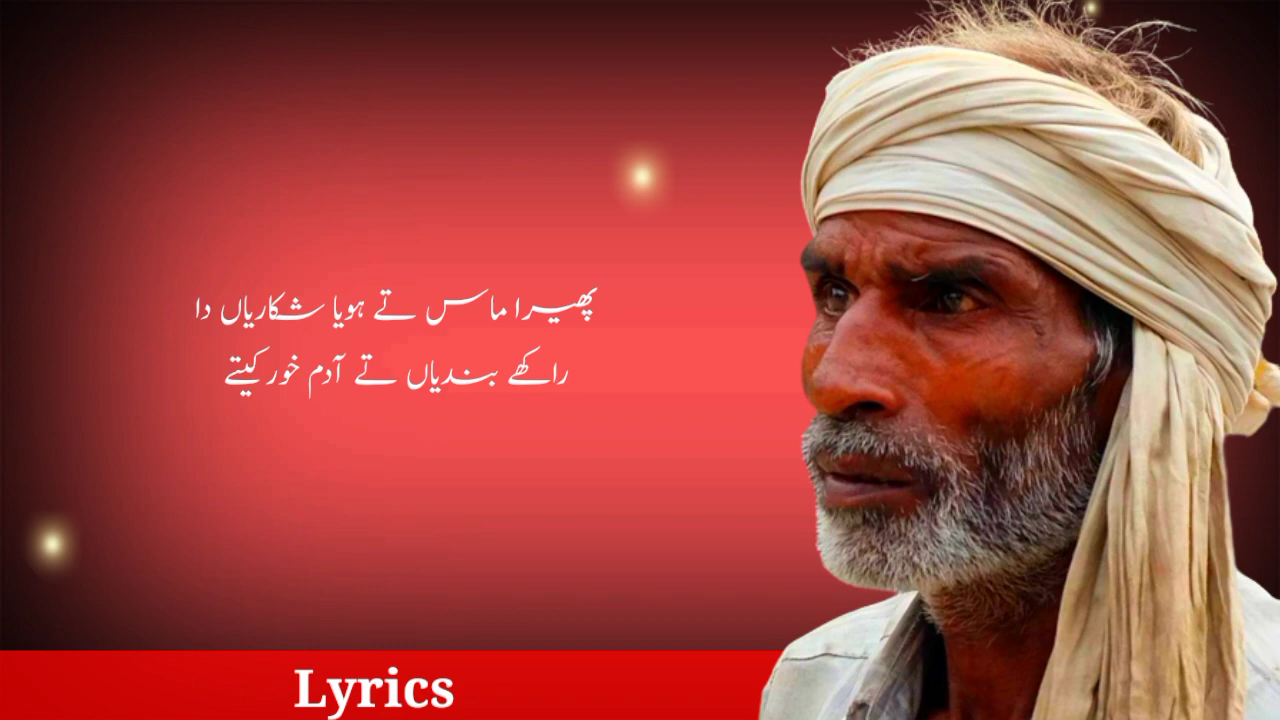 پھیرا ماس تے ہویا شکاریاں دا
راکھے بندیاں تے آدم خور کیتے
Lyrics